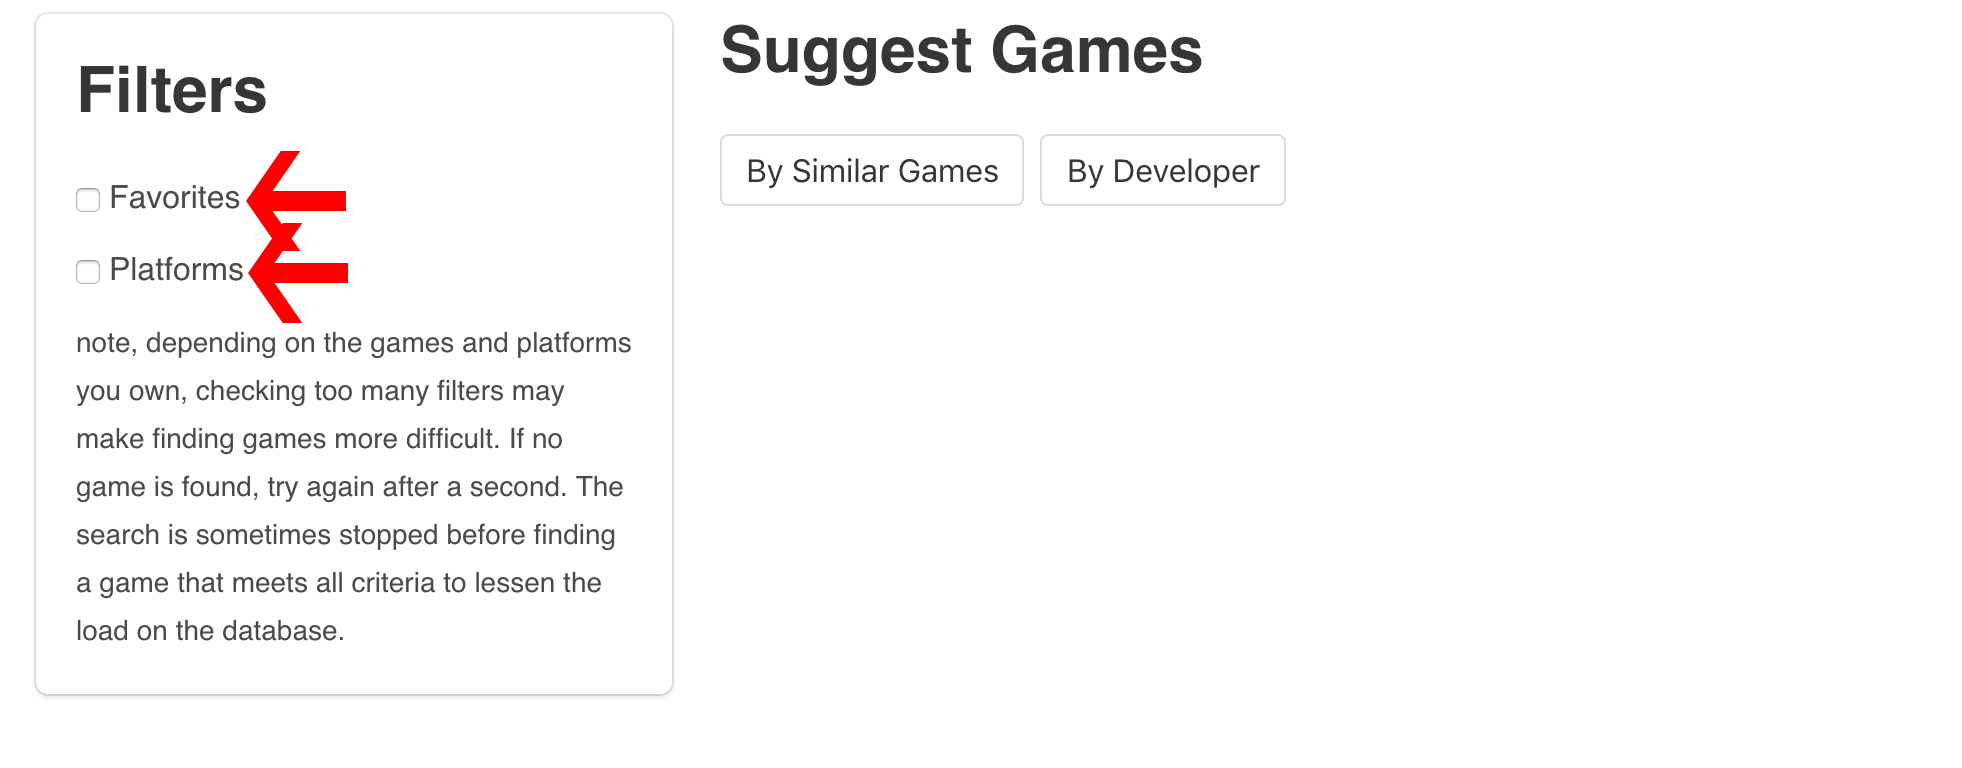 Filters
Favorites
Platforms
note, depending on the games and platforms
you own, checking too many filters may
make finding games more difficult. If no
game is found, try again after a second. The
search is sometimes stopped before finding
a game that meets all criteria to lessen the
load on the database.
Suggest Games
By Similar Games
By Developer